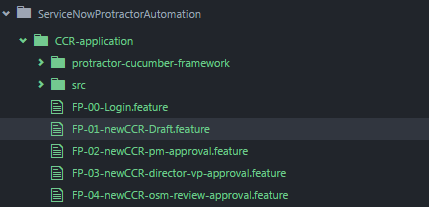 ServiceNowProtractorAutomation
CCR-application
protractor-cucumber-framework
src
FP-00-Login.feature
FP-01-newCCR-Draft.feature
FP-02-newCCR-pm-approval.feature
FP-03-newCCR-director-vp-approval.feature
FP-04-newCCR-osm-review-approval.feature